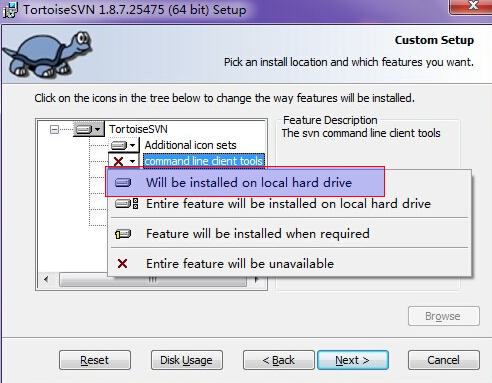 TortoiseSVN 1.8.7.25475 (64 bit) Setup
Custom Setup
Pick an install location and which features you want.
Click on the icons in the tree below to change the way features will be installed.
TortoiseSVN
Additional icon sets
command line client tools
Feature Description
The svn command line client tools
Will be installed on local hard drive
Entire feature will be installed on local hard drive
Feature will be installed when required
Entire feature will be unavailable
Browse
Reset
Disk Usage
< Back
Next >
Cancel